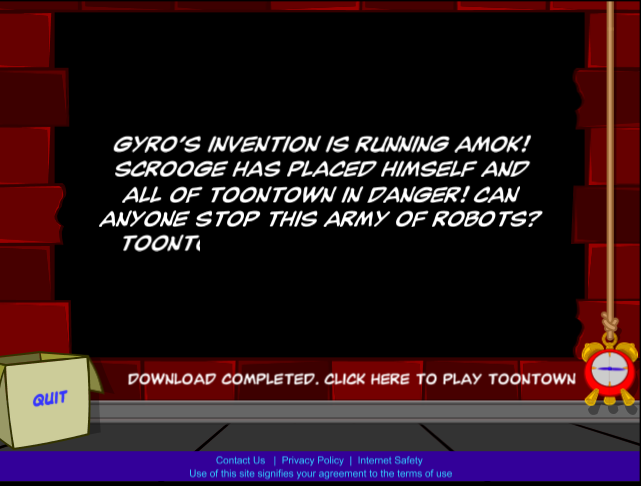 GYRO'S INVENTION IS RUNNING AMOK!
SCROOGE HAS PLACED HIMSELF AND
ALL OF TOONTOWN IN DANGER! CAN
ANYONE STOP THIS ARMY OF ROBOTS?
TOONT
QUIT
DOWNLOAD COMPLETED. CLICK HERE TO PLAY TOONTOWN
Contact Us | Privacy Policy | Internet Safety
Use of this site signifies your agreement to the terms of use